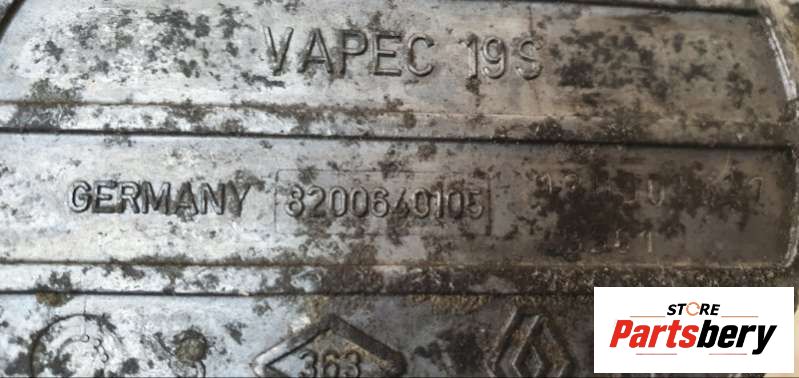 VAPEC 19S
GERMANY 8200640105
363
STORE
Partsbery